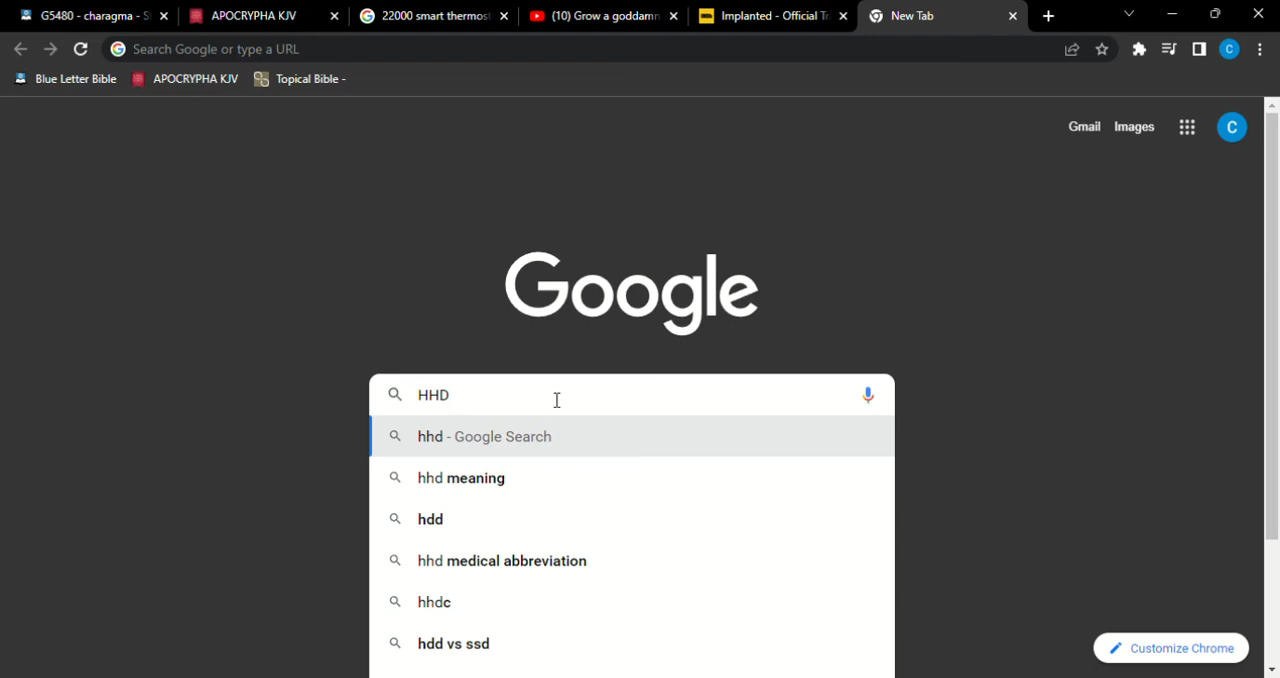 G5480 - charagma - S
APOCRYPHA KJV
22000 smart thermost
(10) Grow a goddamn
Implanted - Official Tr
New Tab
Search Google or type a URL
C
Blue Letter Bible
APOCRYPHA KJV
Topical Bible -
Gmail
Images
C
Google
HHD
hhd - Google Search
hhd meaning
hdd
hhd medical abbreviation
hhdc
hdd vs ssd
Customize Chrome